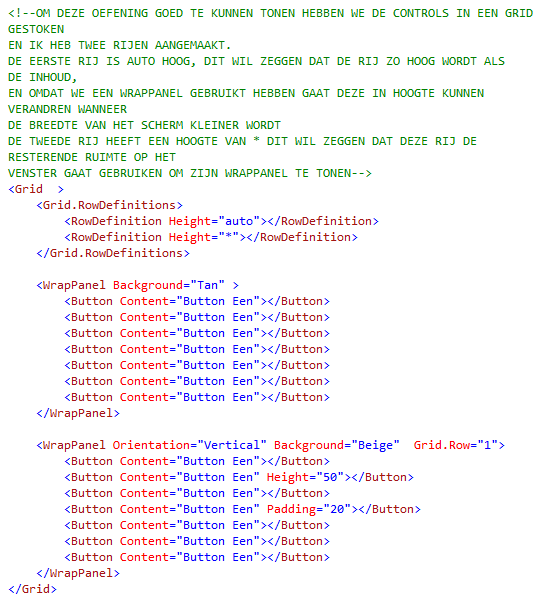 <!--OM DEZE OEFENING GOED TE KUNNEN TONEN HEBBEN WE DE CONTROLS IN EEN GRID
GESTOKEN
EN IK HEB TWEE RIJEN AANGEMAAKT.
DE EERSTE RIJ IS AUTO HOOG, DIT WIL ZEGGEN DAT DE RIJ ZO HOOG WORDT ALS
DE INHOUD,
EN OMDAT WE EEN WRAPPANEL GEBRUIKT HEBBEN GAAT DEZE IN HOOGTE KUNNEN
VERANDREN WANNEER
DE BREEDTE VAN HET SCHERM KLEINER WORDT
DE TWEEDE RIJ HEEFT EEN HOOGTE VAN * DIT WIL ZEGGEN DAT DEZE RIJ DE
RESTERENDE RUIMTE OP HET
VENSTER GAAT GEBRUIKEN OM ZIJN WRAPPANEL TE TONEN-->
<Grid  >
    <Grid.RowDefinitions>
        <RowDefinition Height="auto"></RowDefinition>
        <RowDefinition Height="*"></RowDefinition>
    </Grid.RowDefinitions>

    <WrapPanel Background="Tan" >
        <Button Content="Button Een"></Button>
        <Button Content="Button Een"></Button>
        <Button Content="Button Een"></Button>
        <Button Content="Button Een"></Button>
        <Button Content="Button Een"></Button>
        <Button Content="Button Een"></Button>
        <Button Content="Button Een"></Button>
    </WrapPanel>

    <WrapPanel Orientation="Vertical" Background="Beige"  Grid.Row="1">
        <Button Content="Button Een"></Button>
        <Button Content="Button Een" Height="50"></Button>
        <Button Content="Button Een"></Button>
        <Button Content="Button Een" Padding="20"></Button>
        <Button Content="Button Een"></Button>
        <Button Content="Button Een"></Button>
        <Button Content="Button Een"></Button>
    </WrapPanel>
</Grid>